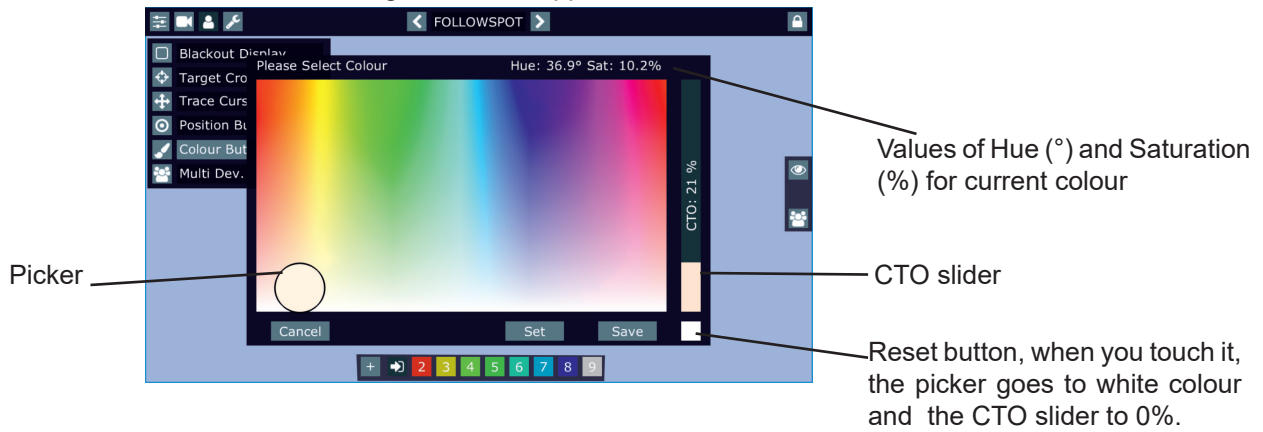 FOLLOWSPOT
Blackout Display
Please Select Colour
Hue: 36.9° Sat: 10.2%
Target Cro
Trace Curs
Position Bu
Colour But
Multi Dev.
CTO: 21 %
Cancel
Set
Save
+ 2 3 4 5 6 7 8 9
Picker
Values of Hue (°) and Saturation
(%) for current colour
CTO slider
Reset button, when you touch it,
the picker goes to white colour
and the CTO slider to 0%.